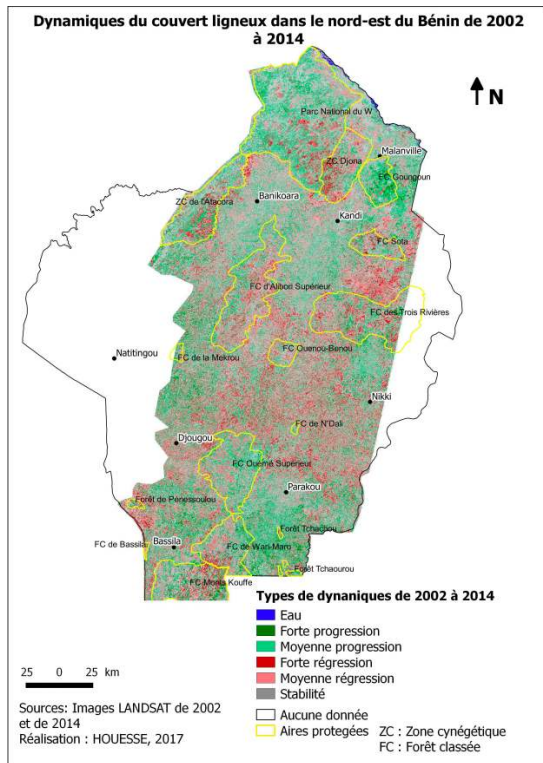 Dynamiques du couvert ligneux dans le nord-est du Bénin de 2002
à 2014
N
Parc National du W
Malanville
ZC Djona
FC Goungoun
ZC de l'Atacora
Banikoara
Kandi
FC Sota
FC d'Alibori Supérieur
FC des Trois Rivières
FC Ouenou-Benou
Natitingou
FC de la Mekrou
Nikki
FC de N'Dali
Djougou
FC Ouémé Supérieur
Parakou
Forêt de Pénessoulou
Forêt Tchachou
FC de Bassila
Bassila
FC de Wari-Maro
Forêt Tchaourou
FC Monts Kouffe
Types de dynaniques de 2002 à 2014
Eau
Forte progression
Moyenne progression
Forte régression
Moyenne régression
Stabilité
Aucune donnée
Aires protegées
ZC : Zone cynégétique
FC : Forêt classée
25 0 25 km
Sources: Images LANDSAT de 2002
et de 2014
Réalisation : HOUESSE, 2017